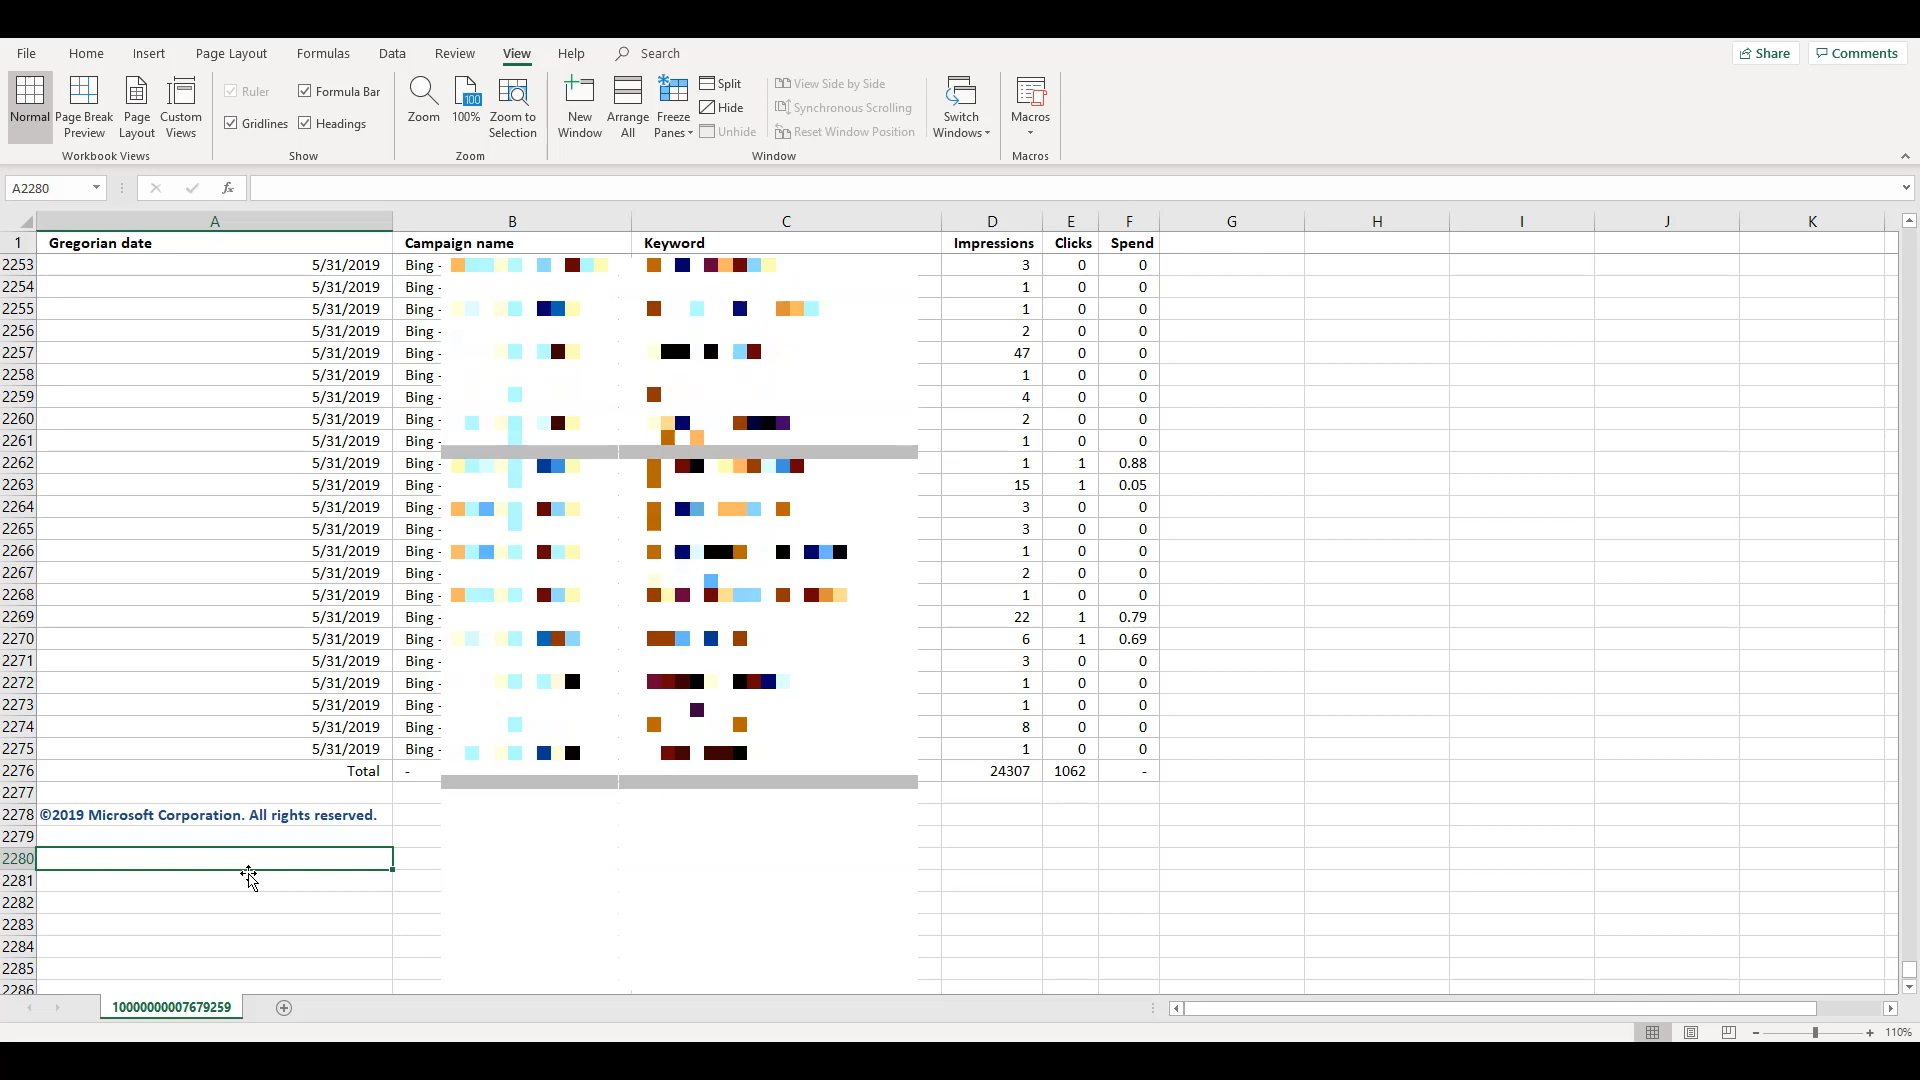 File Home Insert Page Layout Formulas Data Review View Help Search Share Comments
Normal Page Break Preview Page Layout Custom Views
Workbook Views
Ruler Formula Bar
Gridlines Headings
Show
Zoom 100% Zoom to Selection
Zoom
New Window Arrange All Freeze Panes
Split
Hide
Unhide
View Side by Side
Synchronous Scrolling
Reset Window Position
Switch Windows
Window
Macros
Macros
A2280 fx
A B C D E F G H I J K
1 Gregorian date Campaign name Keyword Impressions Clicks Spend
2253 5/31/2019 Bing - 3 0 0
2254 5/31/2019 Bing - 1 0 0
2255 5/31/2019 Bing - 1 0 0
2256 5/31/2019 Bing - 2 0 0
2257 5/31/2019 Bing - 47 0 0
2258 5/31/2019 Bing - 1 0 0
2259 5/31/2019 Bing - 4 0 0
2260 5/31/2019 Bing - 2 0 0
2261 5/31/2019 Bing - 1 0 0
2262 5/31/2019 Bing - 1 1 0.88
2263 5/31/2019 Bing - 15 1 0.05
2264 5/31/2019 Bing - 3 0 0
2265 5/31/2019 Bing - 3 0 0
2266 5/31/2019 Bing - 1 0 0
2267 5/31/2019 Bing - 2 0 0
2268 5/31/2019 Bing - 1 0 0
2269 5/31/2019 Bing - 22 1 0.79
2270 5/31/2019 Bing - 6 1 0.69
2271 5/31/2019 Bing - 3 0 0
2272 5/31/2019 Bing - 1 0 0
2273 5/31/2019 Bing - 1 0 0
2274 5/31/2019 Bing - 8 0 0
2275 5/31/2019 Bing - 1 0 0
2276 Total - 24307 1062 -
2277
2278 ©2019 Microsoft Corporation. All rights reserved.
2279
2280
2281
2282
2283
2284
2285
2286
10000000007679259
110%